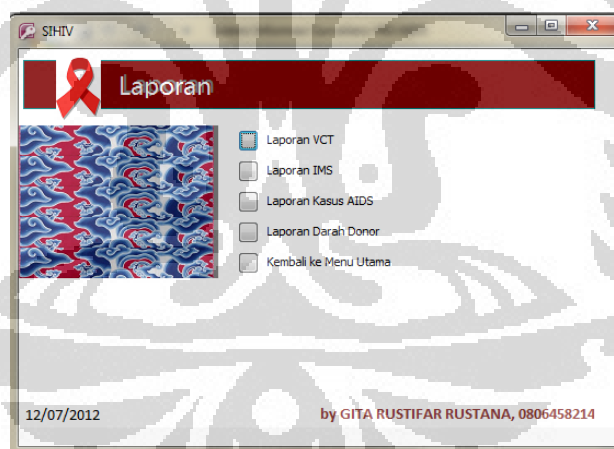 SIHIV
Laporan
Laporan VCT
Laporan IMS
Laporan Kasus AIDS
Laporan Darah Donor
Kembali ke Menu Utama
12/07/2012
by GITA RUSTIFAR RUSTANA, 0806458214